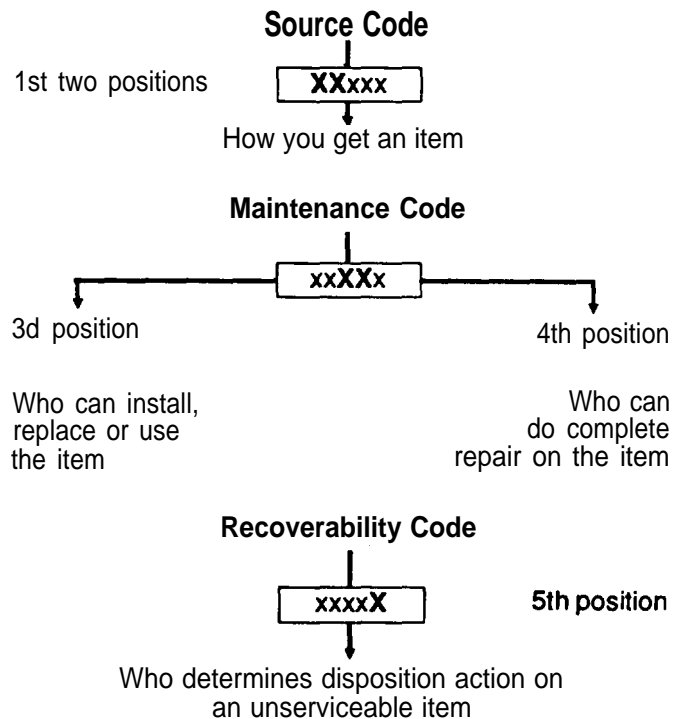 Source Code
1st two positions
XXxxx
How you get an item
Maintenance Code
xxXXx
3d position
4th position
Who can install,
replace or use
the item
Who can
do complete
repair on the item
Recoverability Code
xxxxX
5th position
Who determines disposition action on
an unserviceable item